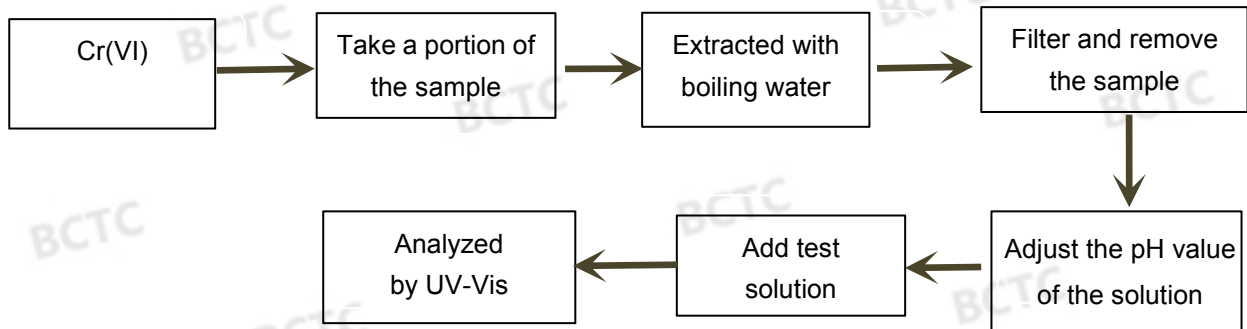 Cr(VI)
Take a portion of
the sample
Extracted with
boiling water
Filter and remove
the sample
Adjust the pH value
of the solution
Add test
solution
Analyzed
by UV-Vis
BCTC
BCTC
BCTC
BCTC
BCTC
BCTC
BCTC
BCTC